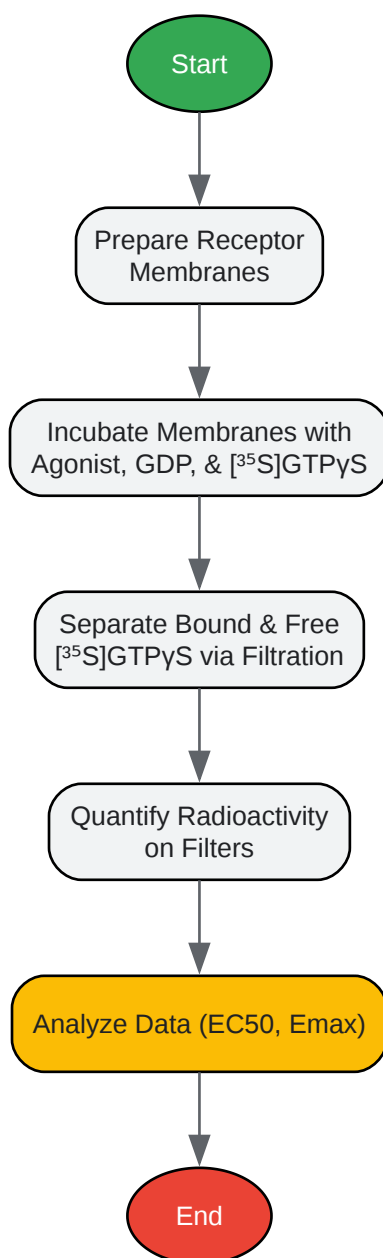 Start
Prepare Receptor
Membranes
Incubate Membranes with
Agonist, GDP, & [³⁵S]GTPγS
Separate Bound & Free
[³⁵S]GTPγS via Filtration
Quantify Radioactivity
on Filters
Analyze Data (EC50, Emax)
End